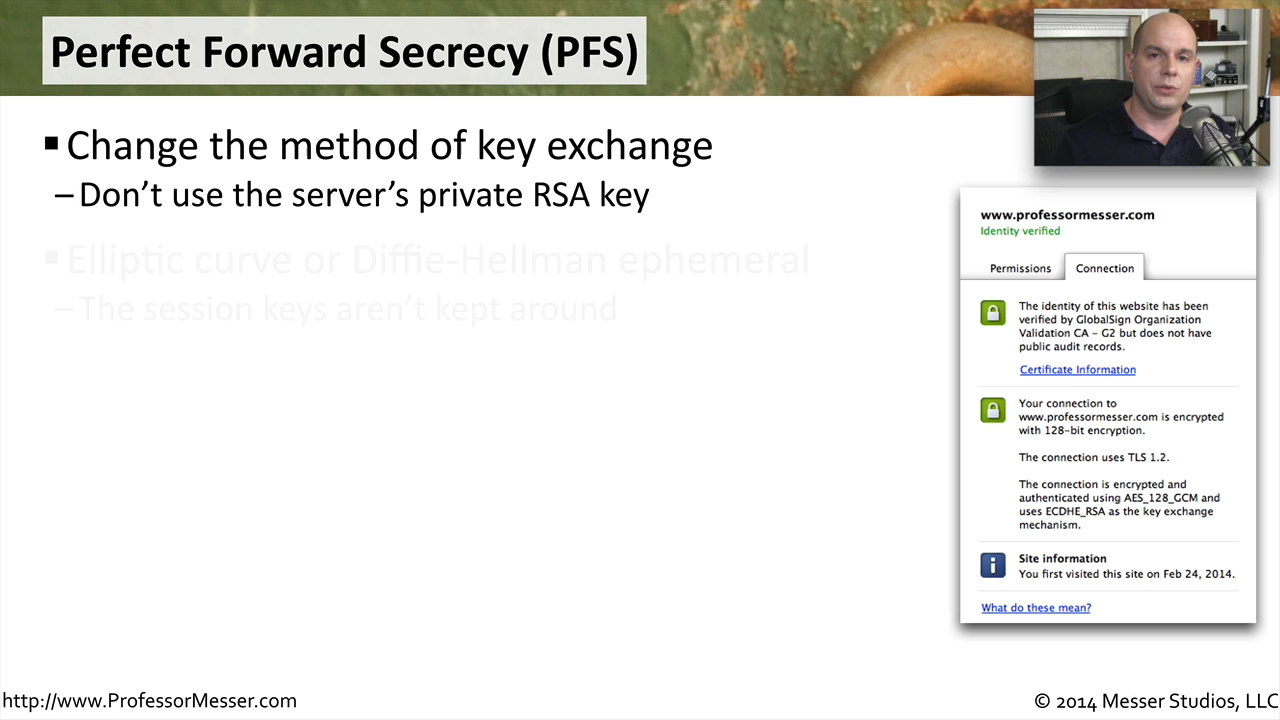 Perfect Forward Secrecy (PFS)
▪ Change the method of key exchange
– Don't use the server's private RSA key
▪ Elliptic curve or Diffie-Hellman ephemeral
– The session keys aren't kept around
www.professormesser.com
Identity verified
Permissions
Connection
The identity of this website has been
verified by GlobalSign Organization
Validation CA - G2 but does not have
public audit records.
Certificate Information
Your connection to
www.professormesser.com is encrypted
with 128-bit encryption.
The connection uses TLS 1.2.
The connection is encrypted and
authenticated using AES_128_GCM and
uses ECDHE_RSA as the key exchange
mechanism.
Site information
You first visited this site on Feb 24, 2014.
What do these mean?
http://www.ProfessorMesser.com
© 2014 Messer Studios, LLC